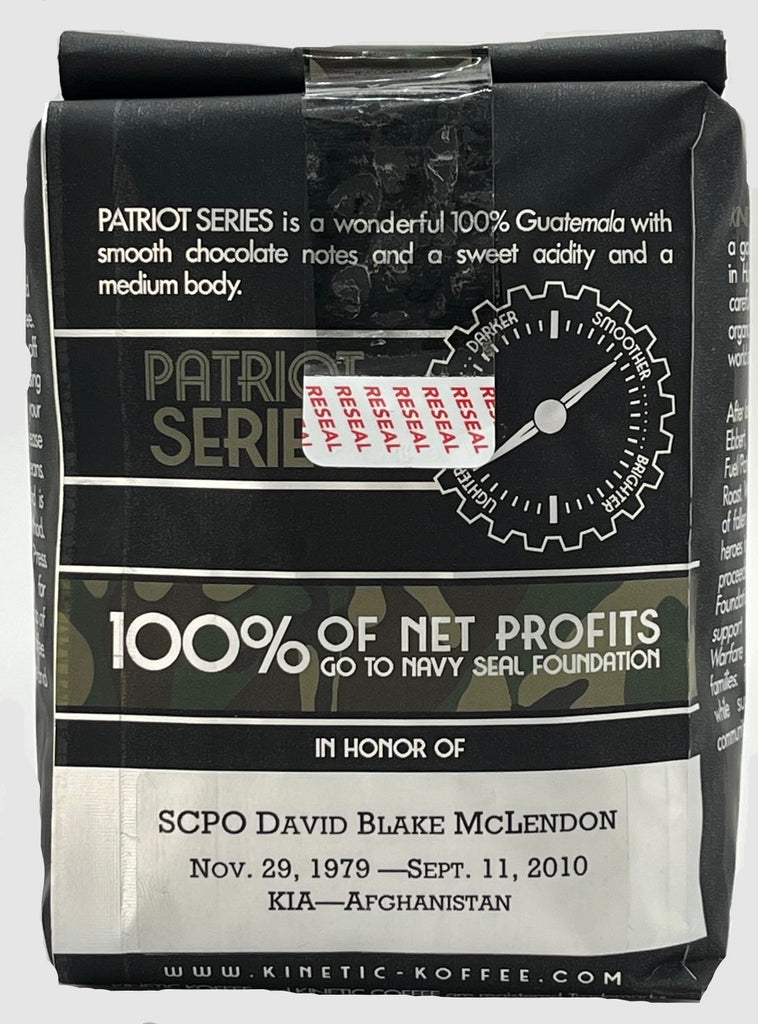 PATRIOT SERIES is a wonderful 100% Guatemala with
smooth chocolate notes and a sweet acidity and a
medium body.
DARKER
SMOOTHER
PATRIOT
SERIE
RESEAL RESEAL RESEAL RESEAL RESEAL RESEAL
LIGHTER
BRIGHTER
100% OF NET PROFITS
GO TO NAVY SEAL FOUNDATION
IN HONOR OF
SCPO DAVID BLAKE MCLENDON
NOV. 29, 1979 —SEPT. 11, 2010
KIA—AFGHANISTAN
WWW.KINETIC-KOFFEE.COM